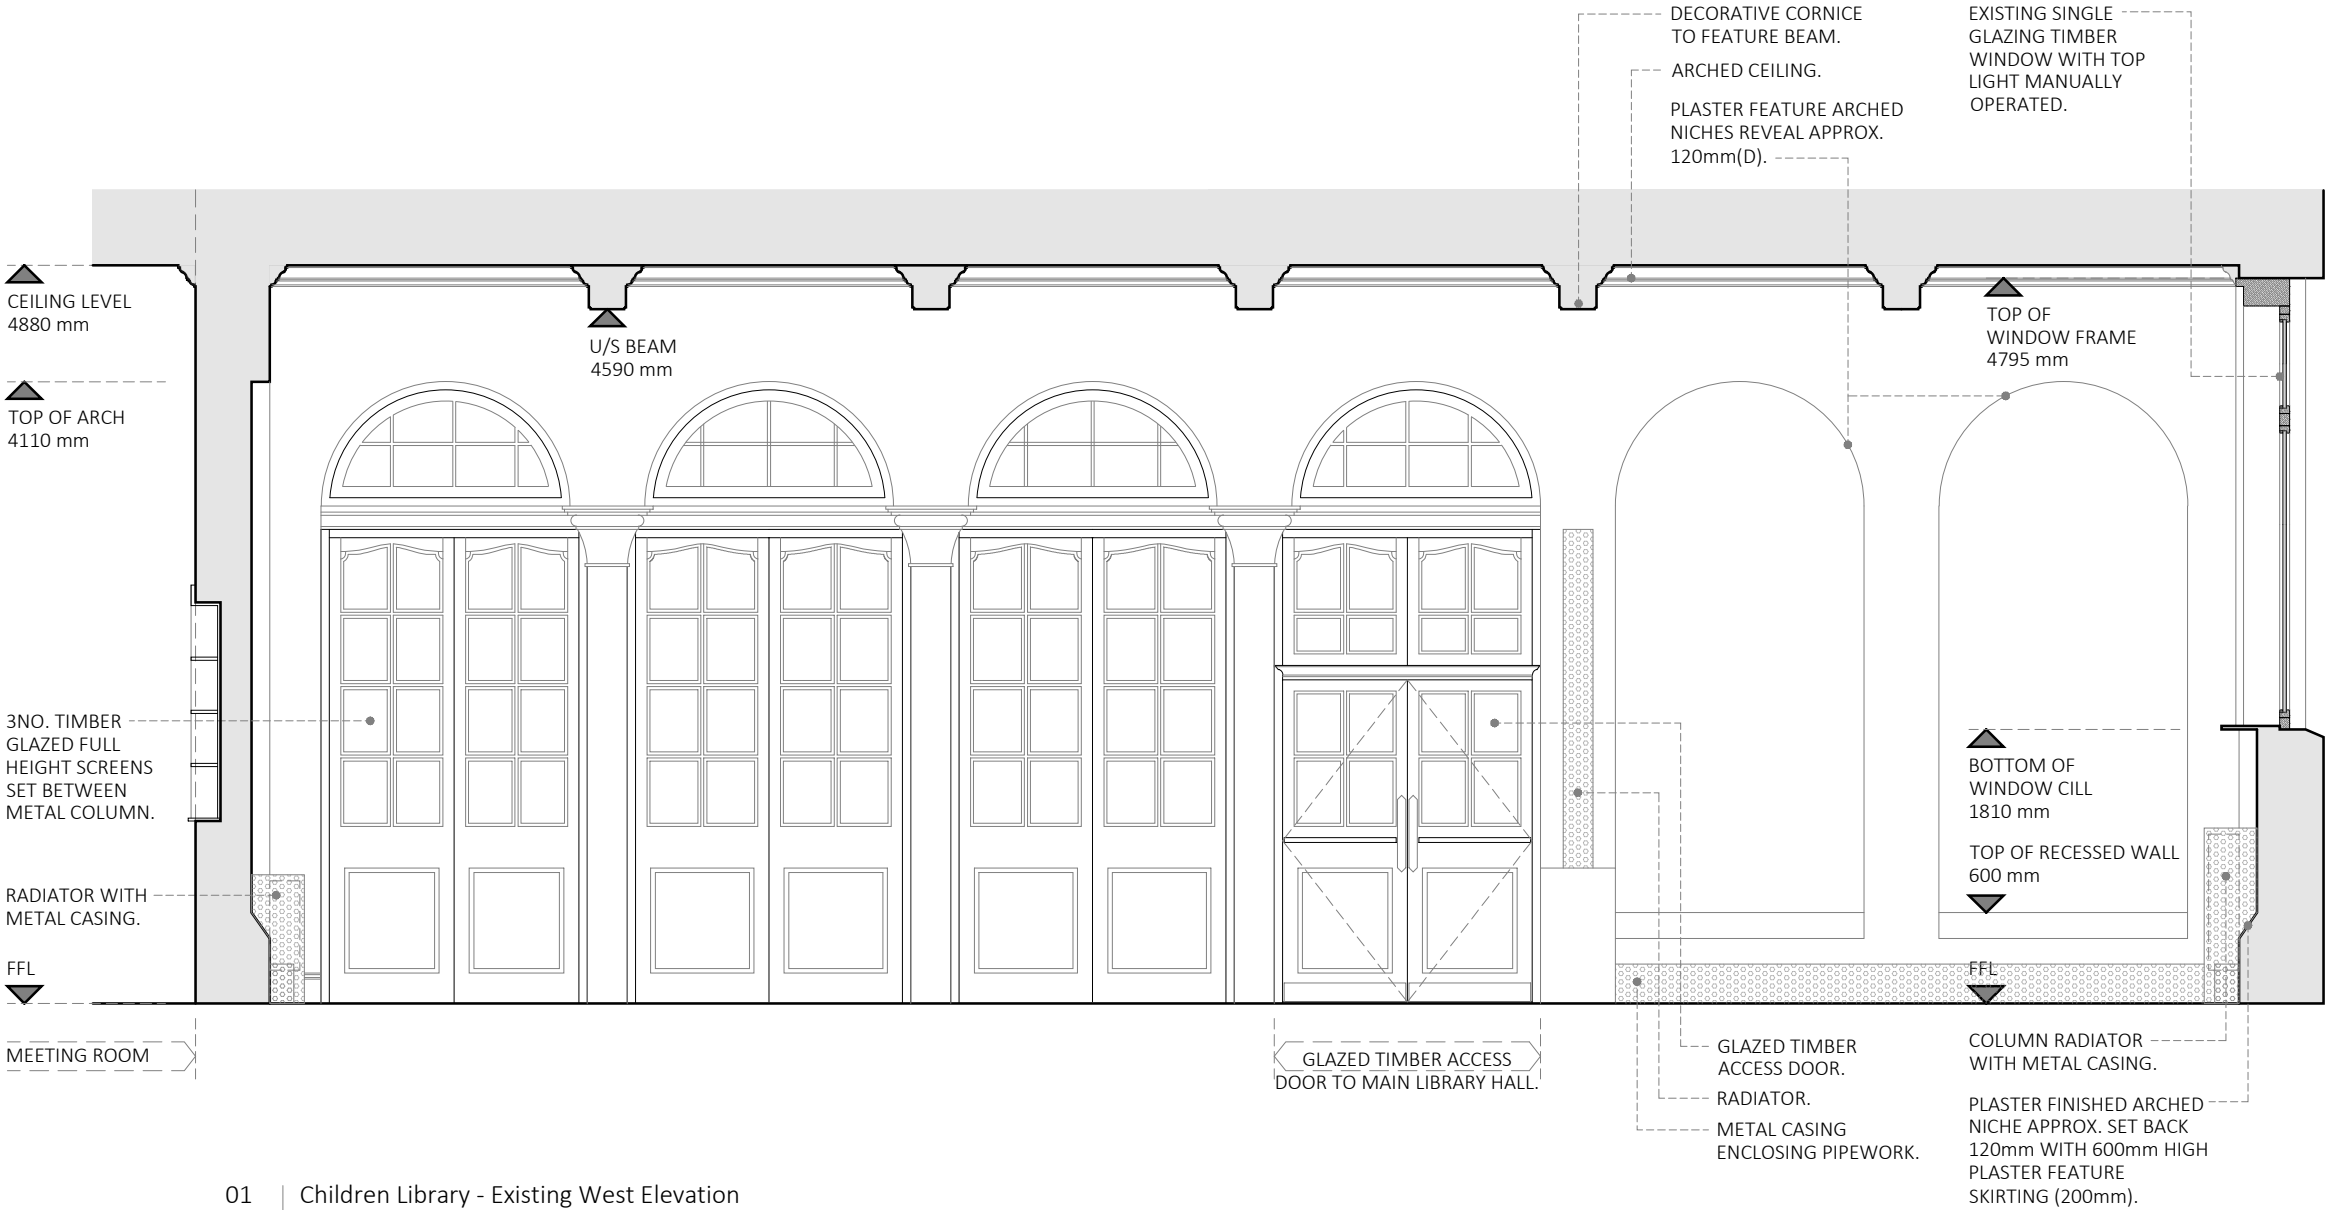 DECORATIVE CORNICE
TO FEATURE BEAM.
ARCHED CEILING.
PLASTER FEATURE ARCHED
NICHES REVEAL APPROX.
120mm(D).
EXISTING SINGLE
GLAZING TIMBER
WINDOW WITH TOP
LIGHT MANUALLY
OPERATED.
CEILING LEVEL
4880 mm
TOP OF ARCH
4110 mm
U/S BEAM
4590 mm
TOP OF
WINDOW FRAME
4795 mm
3NO. TIMBER
GLAZED FULL
HEIGHT SCREENS
SET BETWEEN
METAL COLUMN.
RADIATOR WITH
METAL CASING.
FFL
BOTTOM OF
WINDOW CILL
1810 mm
TOP OF RECESSED WALL
600 mm
FFL
MEETING ROOM
GLAZED TIMBER ACCESS
DOOR TO MAIN LIBRARY HALL.
GLAZED TIMBER
ACCESS DOOR.
RADIATOR.
METAL CASING
ENCLOSING PIPEWORK.
COLUMN RADIATOR
WITH METAL CASING.
PLASTER FINISHED ARCHED
NICHE APPROX. SET BACK
120mm WITH 600mm HIGH
PLASTER FEATURE
SKIRTING (200mm).
01 | Children Library - Existing West Elevation